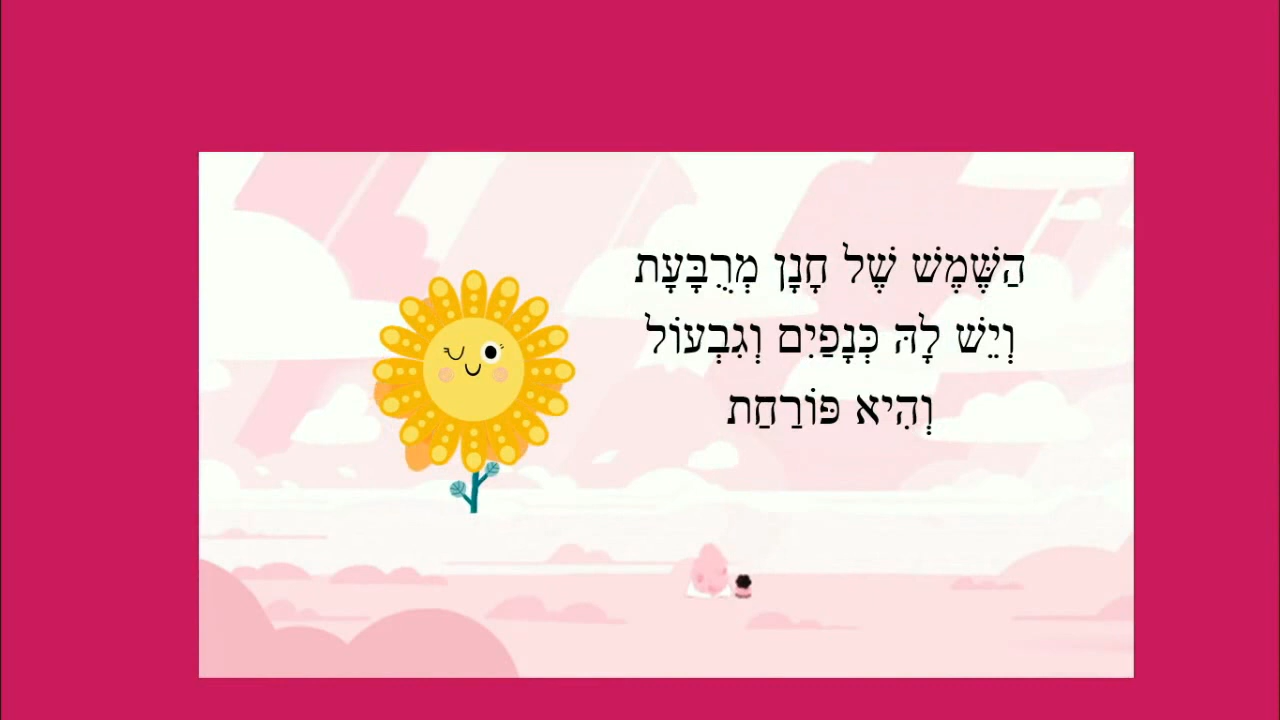 הַשֶּׁמֶשׁ שֶׁל חָנָן מְרֻבָּעַת
וְיֵשׁ לָהּ כְּנָפַיִם וְגִבְעוֹל
וְהִיא פּוֹרַחַת